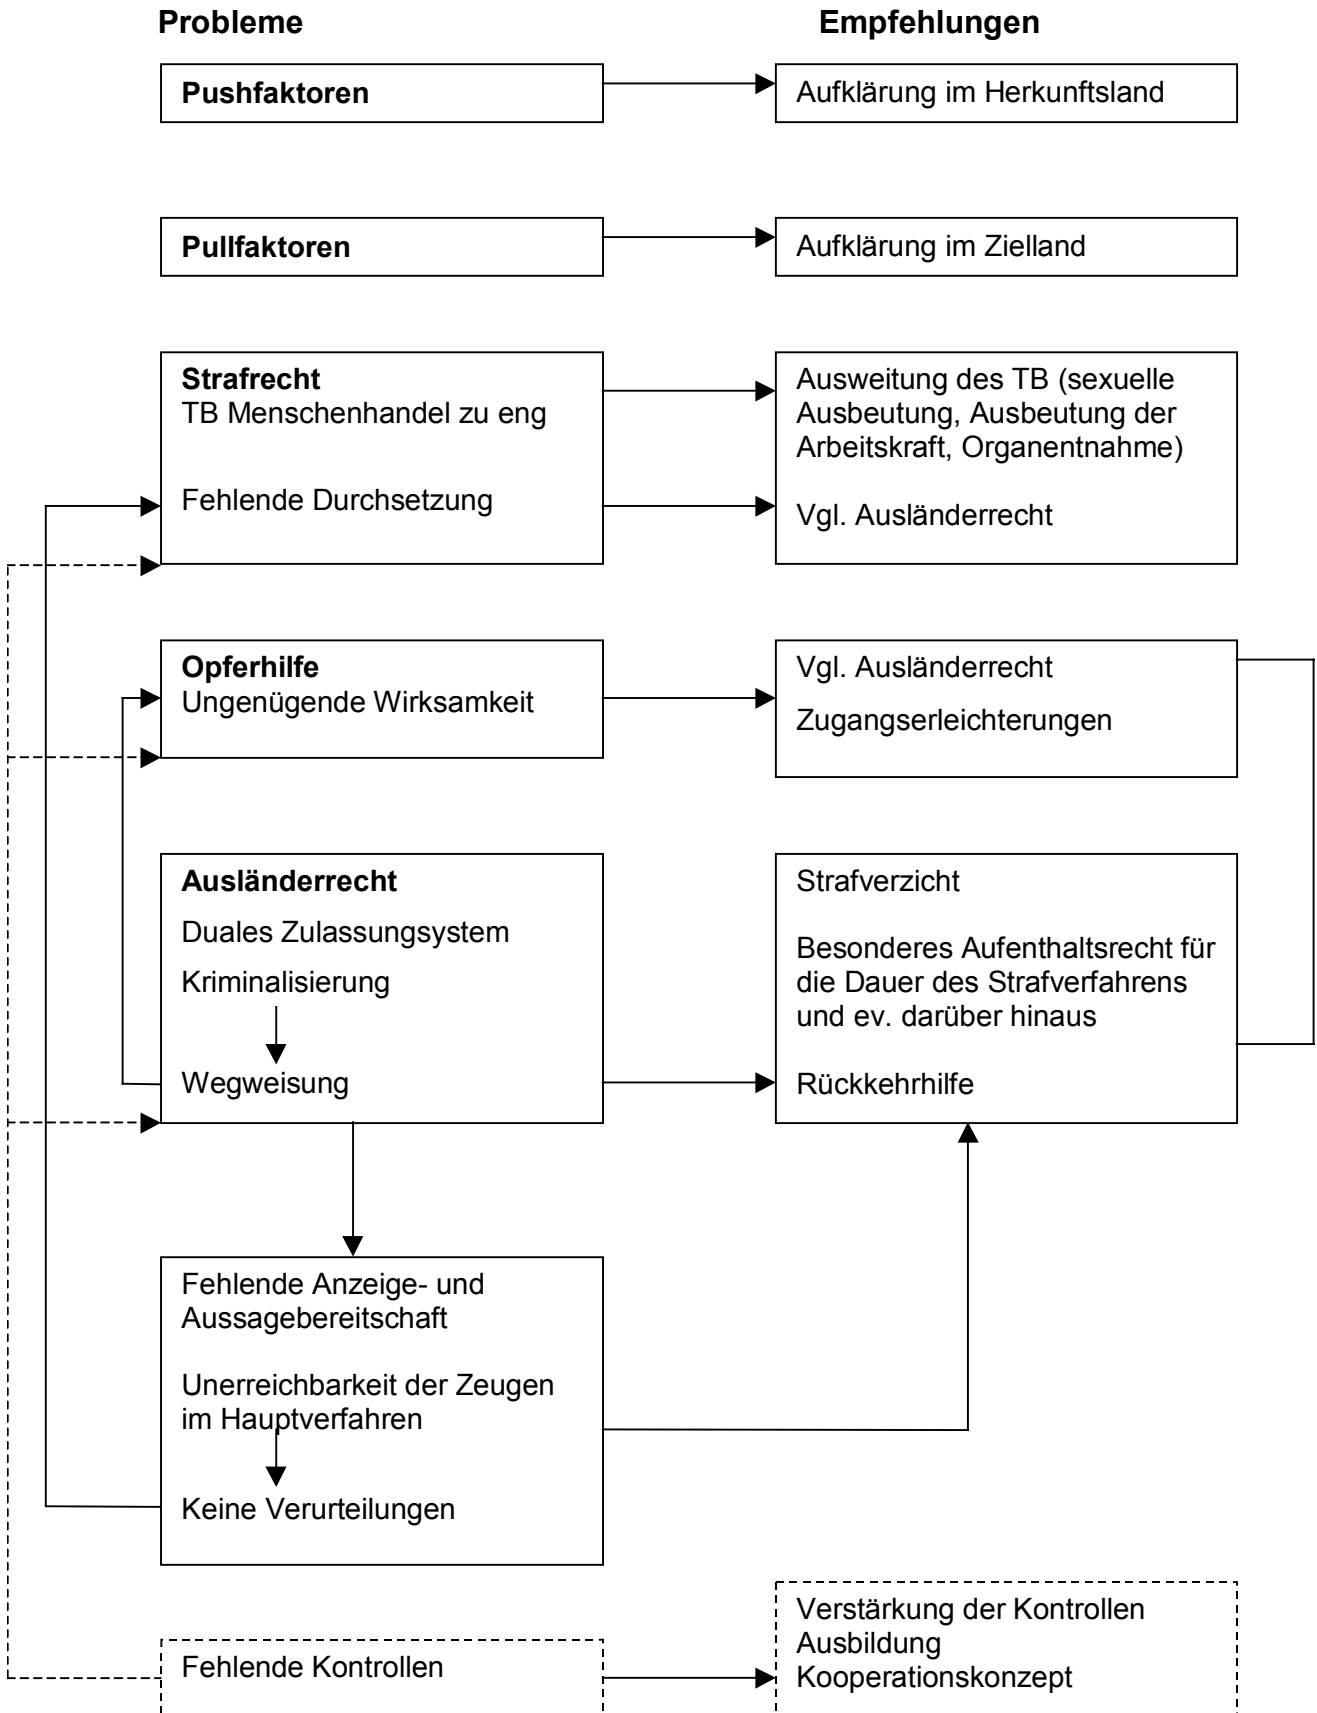 Probleme
Empfehlungen
Pushfaktoren
Aufklärung im Herkunftsland
Pullfaktoren
Aufklärung im Zielland
Strafrecht
TB Menschenhandel zu eng
Fehlende Durchsetzung
Ausweitung des TB (sexuelle
Ausbeutung, Ausbeutung der
Arbeitskraft, Organentnahme)
Vgl. Ausländerrecht
Opferhilfe
Ungenügende Wirksamkeit
Vgl. Ausländerrecht
Zugangserleichterungen
Ausländerrecht
Duales Zulassungsystem
Kriminalisierung
Wegweisung
Strafverzicht
Besonderes Aufenthaltsrecht für
die Dauer des Strafverfahrens
und ev. darüber hinaus
Rückkehrhilfe
Fehlende Anzeige- und
Aussagebereitschaft
Unerreichbarkeit der Zeugen
im Hauptverfahren
Keine Verurteilungen
Fehlende Kontrollen
Verstärkung der Kontrollen
Ausbildung
Kooperationskonzept